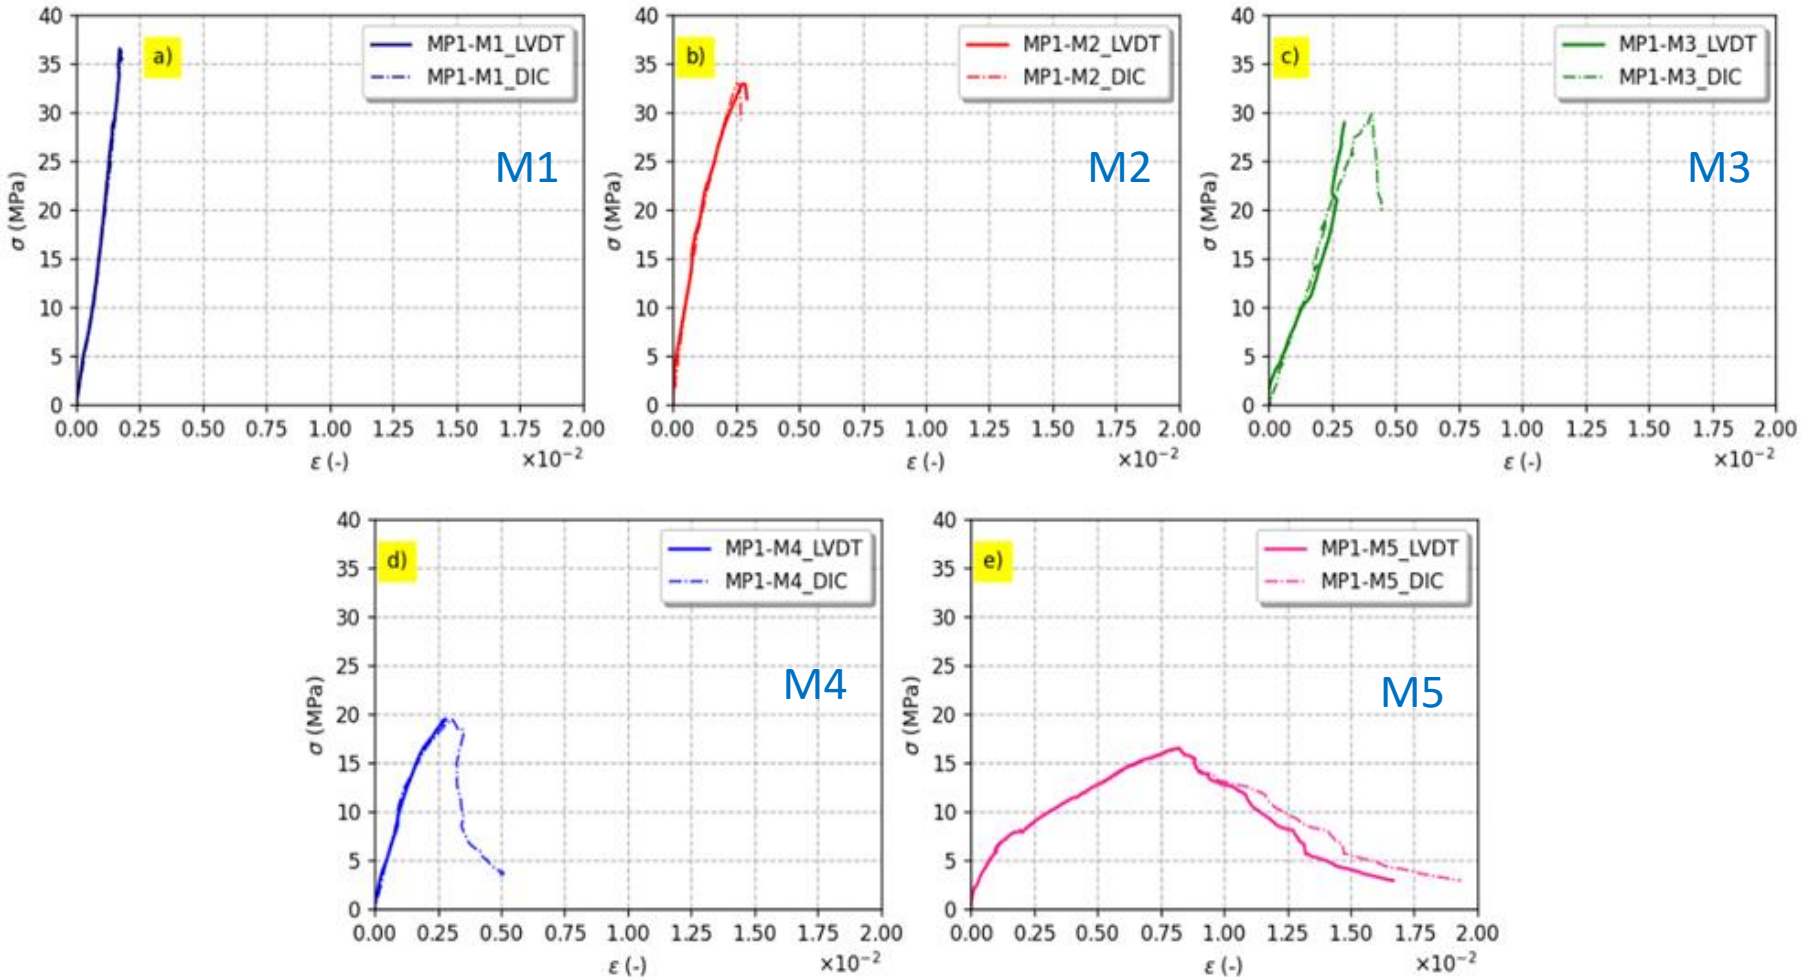 40
35
30
25
20
15
10
5
0
σ (MPa)
a)
MP1-M1_LVDT
MP1-M1_DIC
M1
0.00 0.25 0.50 0.75 1.00 1.25 1.50 1.75 2.00
ε (-)
×10⁻²
40
35
30
25
20
15
10
5
0
σ (MPa)
b)
MP1-M2_LVDT
MP1-M2_DIC
M2
0.00 0.25 0.50 0.75 1.00 1.25 1.50 1.75 2.00
ε (-)
×10⁻²
40
35
30
25
20
15
10
5
0
σ (MPa)
c)
MP1-M3_LVDT
MP1-M3_DIC
M3
0.00 0.25 0.50 0.75 1.00 1.25 1.50 1.75 2.00
ε (-)
×10⁻²
40
35
30
25
20
15
10
5
0
σ (MPa)
d)
MP1-M4_LVDT
MP1-M4_DIC
M4
0.00 0.25 0.50 0.75 1.00 1.25 1.50 1.75 2.00
ε (-)
×10⁻²
40
35
30
25
20
15
10
5
0
σ (MPa)
e)
MP1-M5_LVDT
MP1-M5_DIC
M5
0.00 0.25 0.50 0.75 1.00 1.25 1.50 1.75 2.00
ε (-)
×10⁻²